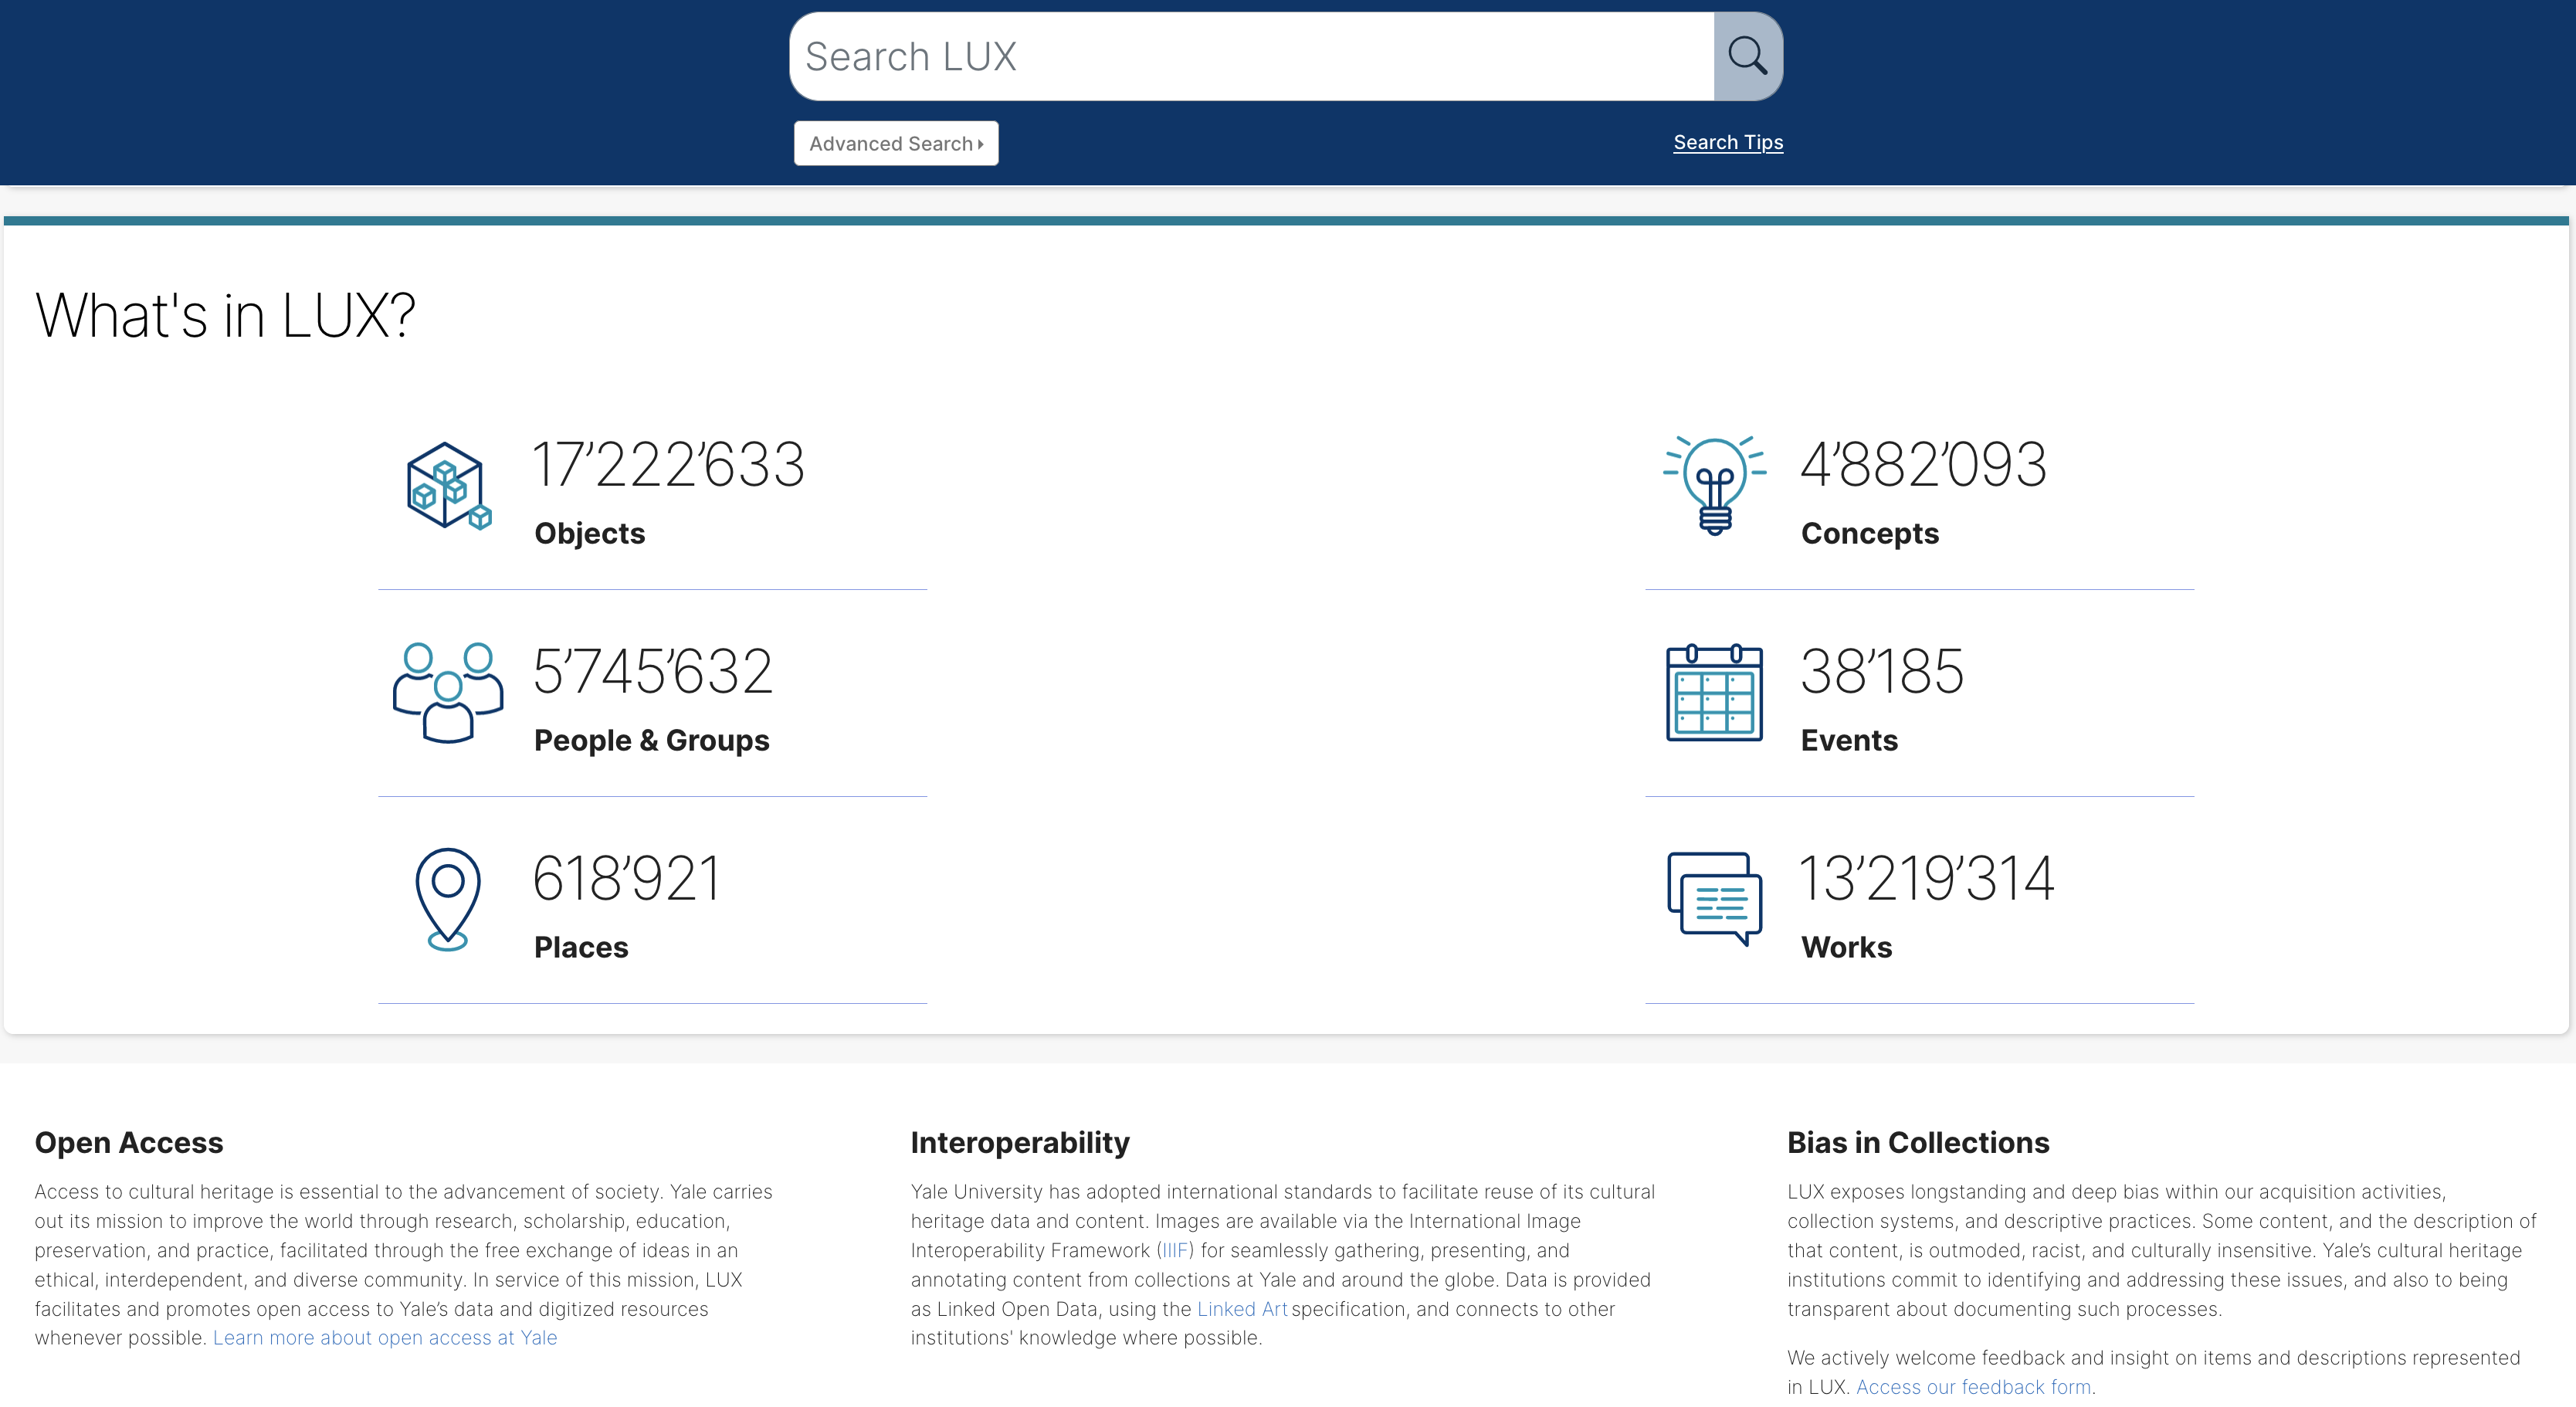 Search LUX
Advanced Search
Search Tips
What's in LUX?
17’222’633
Objects
4’882’093
Concepts
5’745’632
People & Groups
38’185
Events
618’921
Places
13’219’314
Works
Open Access
Access to cultural heritage is essential to the advancement of society. Yale carries
out its mission to improve the world through research, scholarship, education,
preservation, and practice, facilitated through the free exchange of ideas in an
ethical, interdependent, and diverse community. In service of this mission, LUX
facilitates and promotes open access to Yale’s data and digitized resources
whenever possible. Learn more about open access at Yale
Interoperability
Yale University has adopted international standards to facilitate reuse of its cultural
heritage data and content. Images are available via the International Image
Interoperability Framework (IIIF) for seamlessly gathering, presenting, and
annotating content from collections at Yale and around the globe. Data is provided
as Linked Open Data, using the Linked Art specification, and connects to other
institutions' knowledge where possible.
Bias in Collections
LUX exposes longstanding and deep bias within our acquisition activities,
collection systems, and descriptive practices. Some content, and the description of
that content, is outmoded, racist, and culturally insensitive. Yale’s cultural heritage
institutions commit to identifying and addressing these issues, and also to being
transparent about documenting such processes.
We actively welcome feedback and insight on items and descriptions represented
in LUX. Access our feedback form.